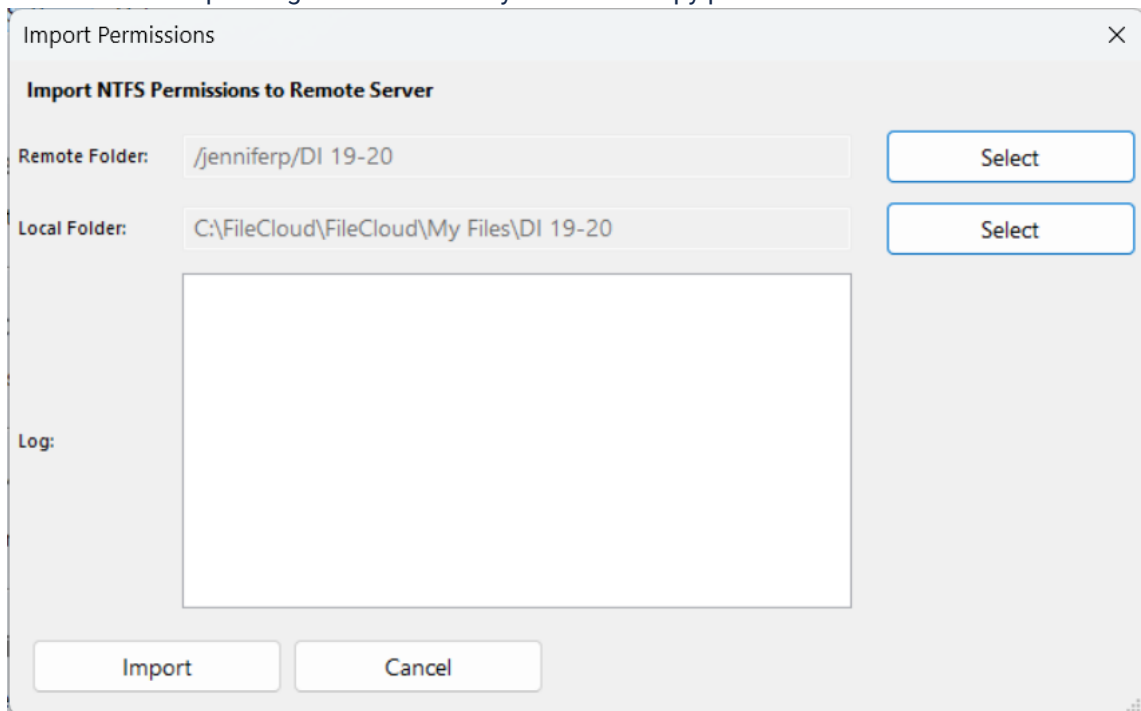 Import Permissions
Import NTFS Permissions to Remote Server
Remote Folder: /jenniferp/DI 19-20 Select
Local Folder: C:\FileCloud\FileCloud\My Files\DI 19-20 Select
Log:
Import Cancel